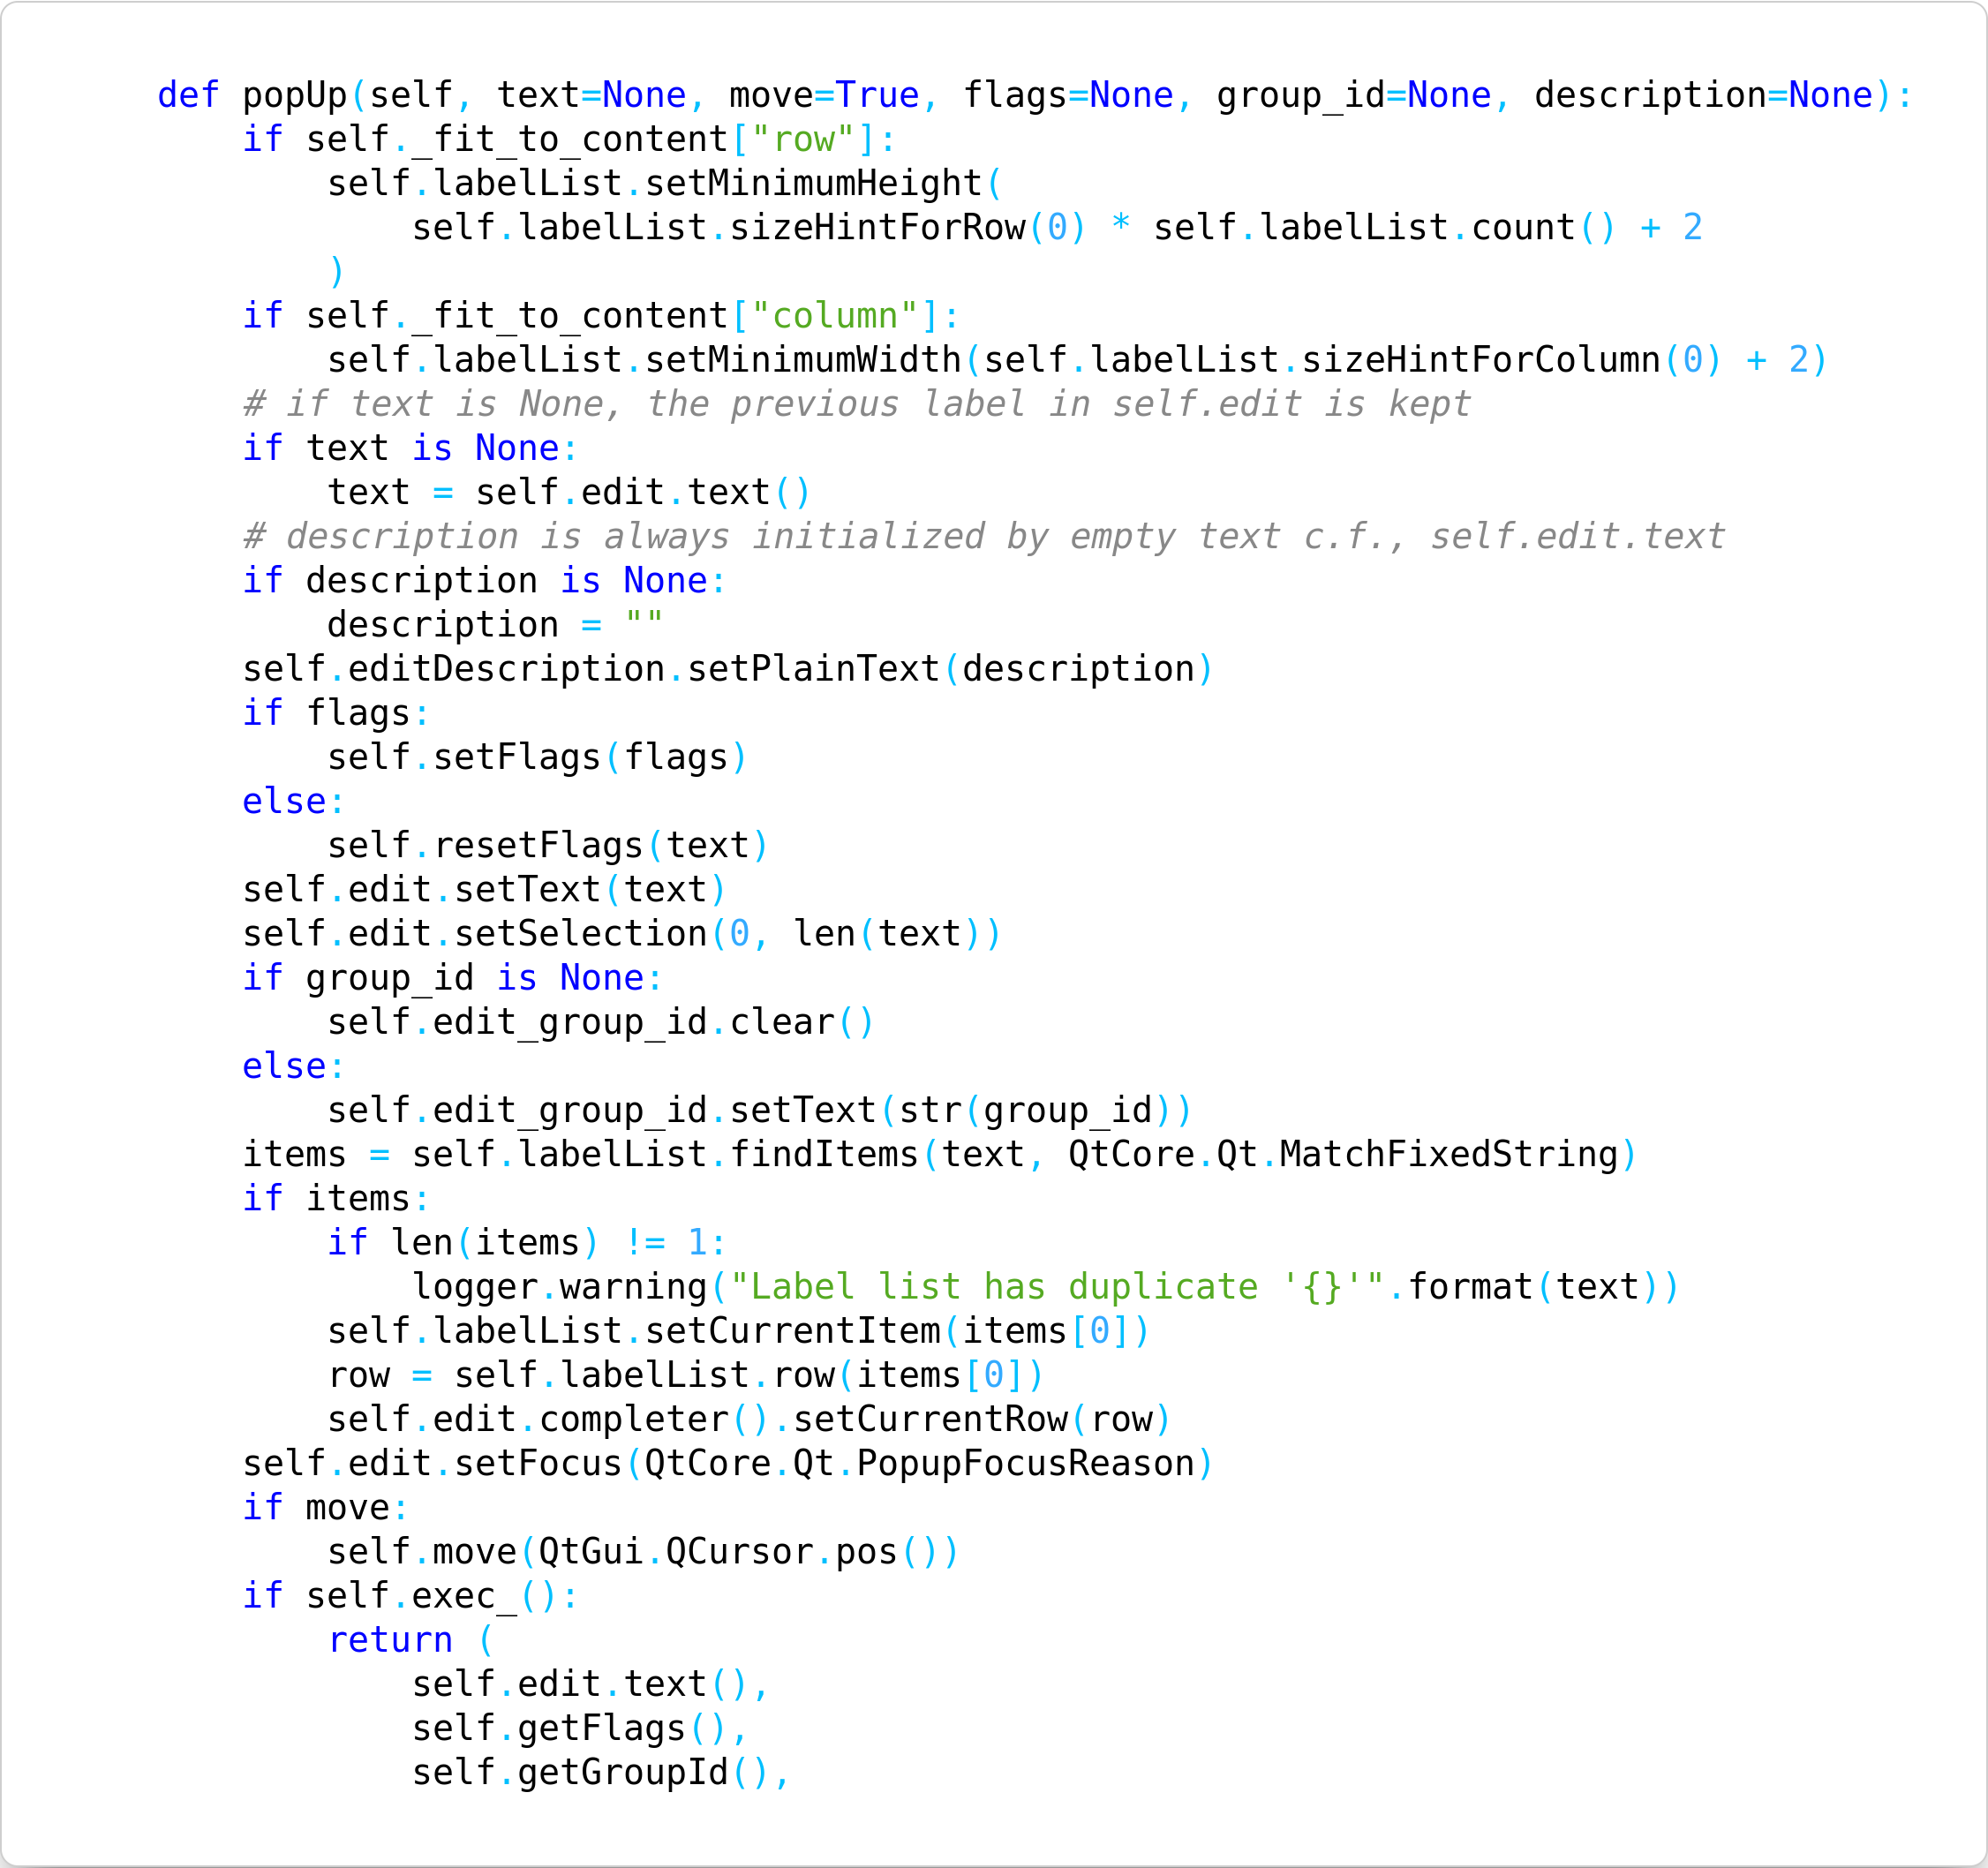 def popUp(self, text=None, move=True, flags=None, group_id=None, description=None):
    if self._fit_to_content["row"]:
        self.labelList.setMinimumHeight(
            self.labelList.sizeHintForRow(0) * self.labelList.count() + 2
        )
    if self._fit_to_content["column"]:
        self.labelList.setMinimumWidth(self.labelList.sizeHintForColumn(0) + 2)
    # if text is None, the previous label in self.edit is kept
    if text is None:
        text = self.edit.text()
    # description is always initialized by empty text c.f., self.edit.text
    if description is None:
        description = ""
    self.editDescription.setPlainText(description)
    if flags:
        self.setFlags(flags)
    else:
        self.resetFlags(text)
    self.edit.setText(text)
    self.edit.setSelection(0, len(text))
    if group_id is None:
        self.edit_group_id.clear()
    else:
        self.edit_group_id.setText(str(group_id))
    items = self.labelList.findItems(text, QtCore.Qt.MatchFixedString)
    if items:
        if len(items) != 1:
            logger.warning("Label list has duplicate '{}'".format(text))
        self.labelList.setCurrentItem(items[0])
        row = self.labelList.row(items[0])
        self.edit.completer().setCurrentRow(row)
    self.edit.setFocus(QtCore.Qt.PopupFocusReason)
    if move:
        self.move(QtGui.QCursor.pos())
    if self.exec_():
        return (
            self.edit.text(),
            self.getFlags(),
            self.getGroupId(),